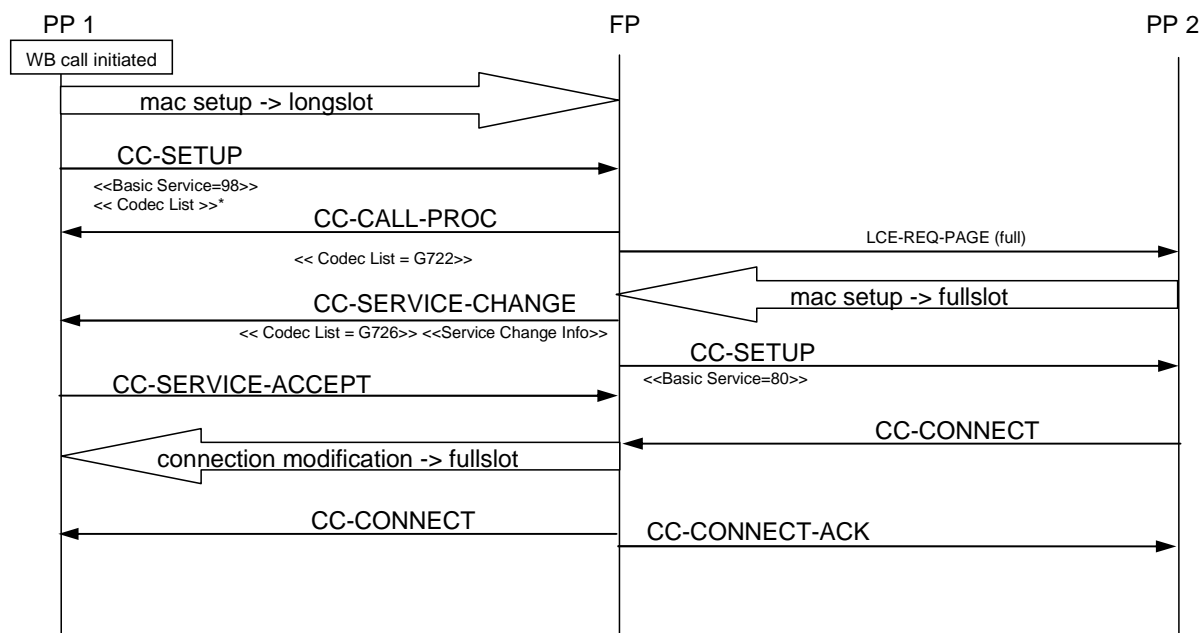 PP 1
FP
PP 2
WB call initiated
mac setup -> longslot
CC-SETUP
<<Basic Service=98>>
<< Codec List >>*
CC-CALL-PROC
LCE-REQ-PAGE (full)
<< Codec List = G722>>
mac setup -> fullslot
CC-SERVICE-CHANGE
<< Codec List = G726>> <<Service Change Info>>
CC-SETUP
<<Basic Service=80>>
CC-SERVICE-ACCEPT
CC-CONNECT
connection modification -> fullslot
CC-CONNECT
CC-CONNECT-ACK